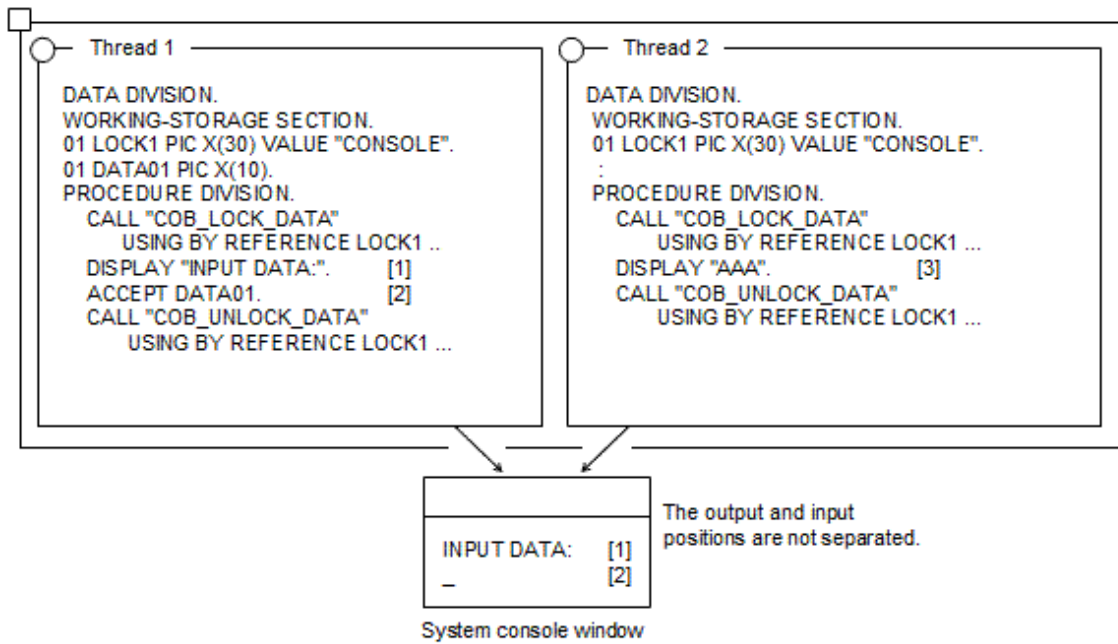 Thread 1
DATA DIVISION.
WORKING-STORAGE SECTION.
01 LOCK1 PIC X(30) VALUE "CONSOLE".
01 DATA01 PIC X(10).
PROCEDURE DIVISION.
CALL "COB_LOCK_DATA"
USING BY REFERENCE LOCK1 ..
DISPLAY "INPUT DATA:". [1]
ACCEPT DATA01. [2]
CALL "COB_UNLOCK_DATA"
USING BY REFERENCE LOCK1 ...
Thread 2
DATA DIVISION.
WORKING-STORAGE SECTION.
01 LOCK1 PIC X(30) VALUE "CONSOLE".
:
PROCEDURE DIVISION.
CALL "COB_LOCK_DATA"
USING BY REFERENCE LOCK1 ...
DISPLAY "AAA". [3]
CALL "COB_UNLOCK_DATA"
USING BY REFERENCE LOCK1 ...
INPUT DATA: [1]
_ [2]
The output and input
positions are not separated.
System console window